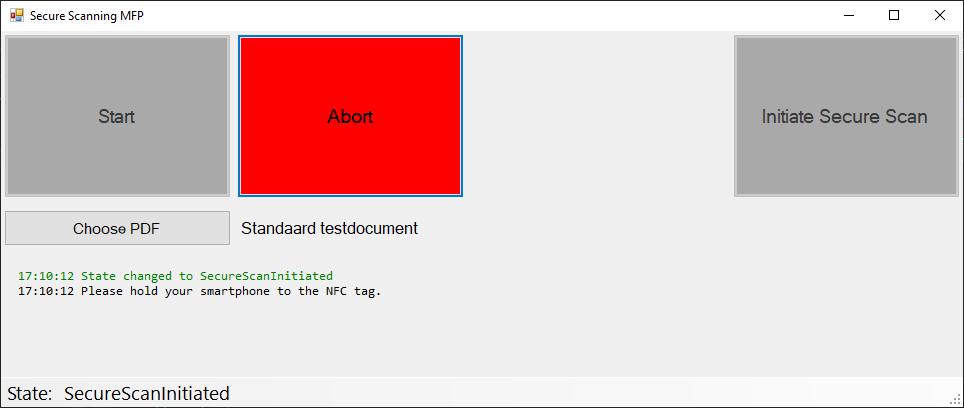 Secure Scanning MFP
Start
Abort
Initiate Secure Scan
Choose PDF
Standaard testdocument
17:10:12 State changed to SecureScanInitiated
17:10:12 Please hold your smartphone to the NFC tag.
State: SecureScanInitiated